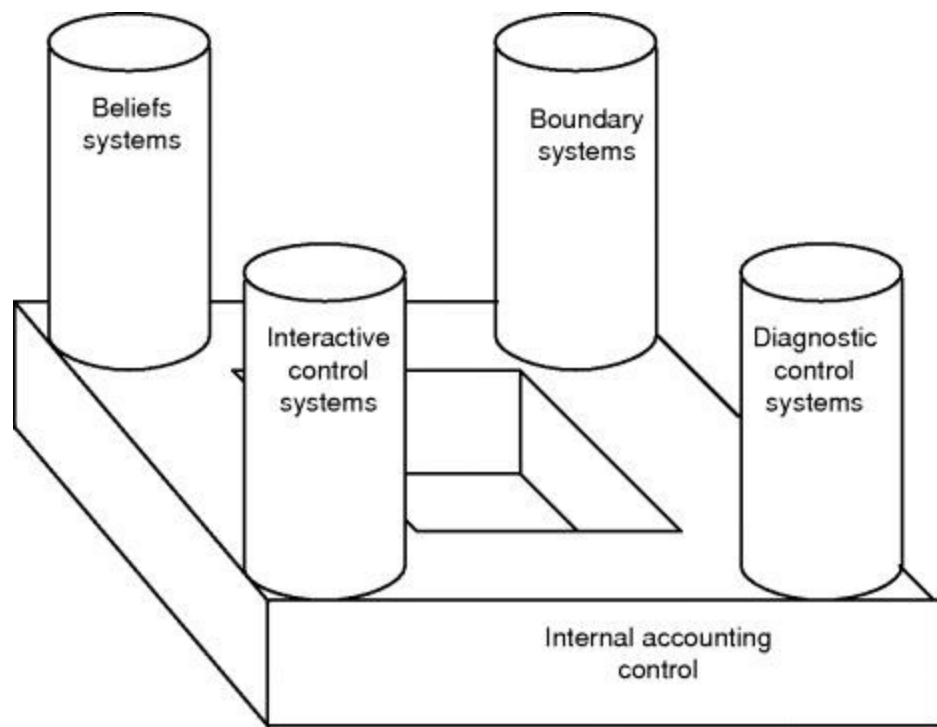 Beliefs
systems
Boundary
systems
Interactive
control
systems
Diagnostic
control
systems
Internal accounting
control